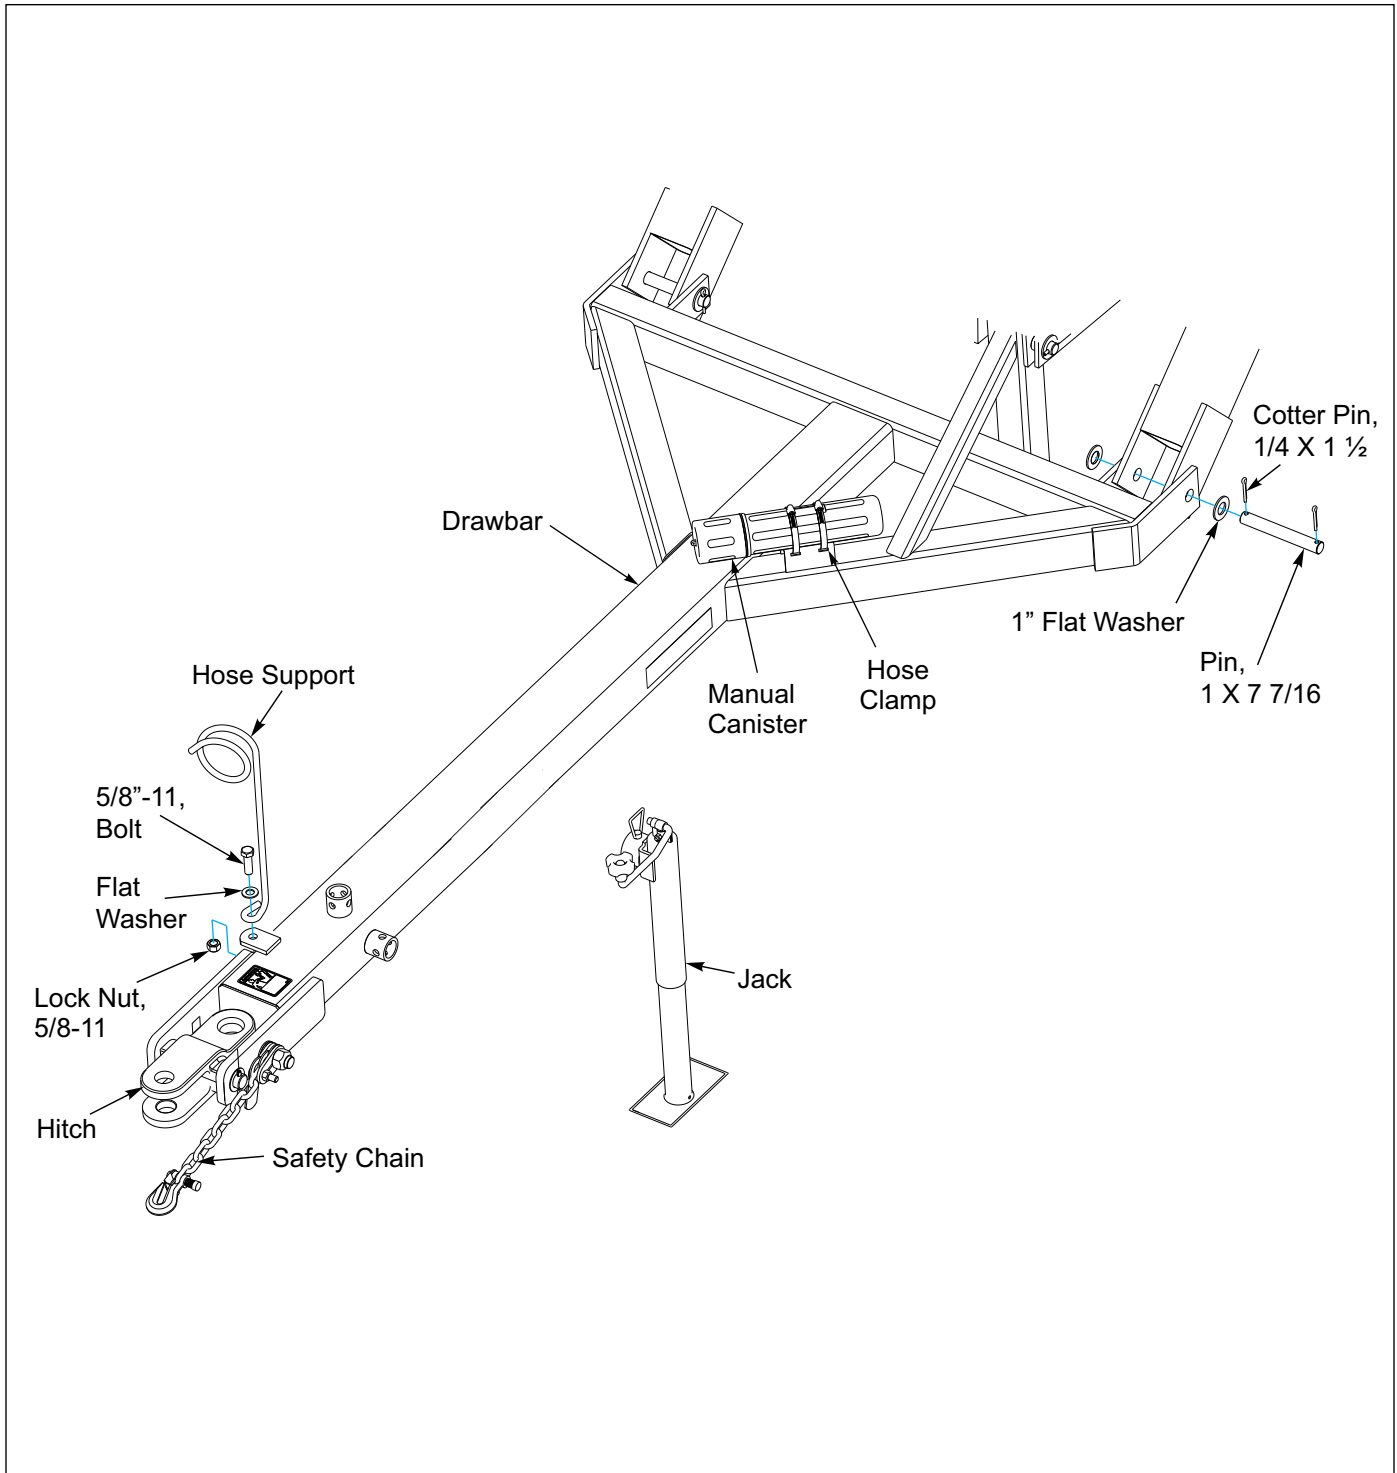 Cotter Pin,
1/4 X 1 ½
Drawbar
1” Flat Washer
Pin,
1 X 7 7/16
Hose
Clamp
Manual
Canister
Hose Support
5/8”-11,
Bolt
Flat
Washer
Lock Nut,
5/8-11
Jack
Hitch
Safety Chain